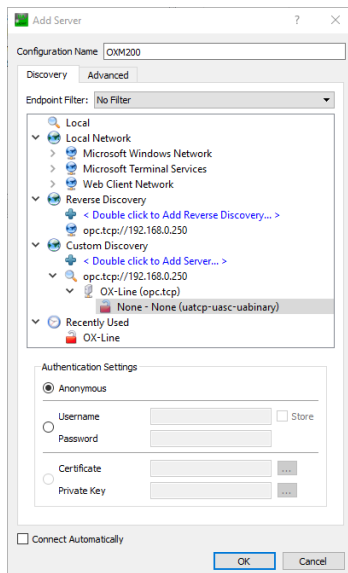 Add Server
Configuration Name OXM200
Discovery Advanced
Endpoint Filter: No Filter
Local
Local Network
Microsoft Windows Network
Microsoft Terminal Services
Web Client Network
Reverse Discovery
< Double click to Add Reverse Discovery... >
opc.tcp://192.168.0.250
Custom Discovery
< Double click to Add Server... >
opc.tcp://192.168.0.250
OX-Line (opc.tcp)
None - None (uatcp-uasc-uabinary)
Recently Used
OX-Line
Authentication Settings
Anonymous
Username Store
Password
Certificate ...
Private Key ...
Connect Automatically
OK Cancel